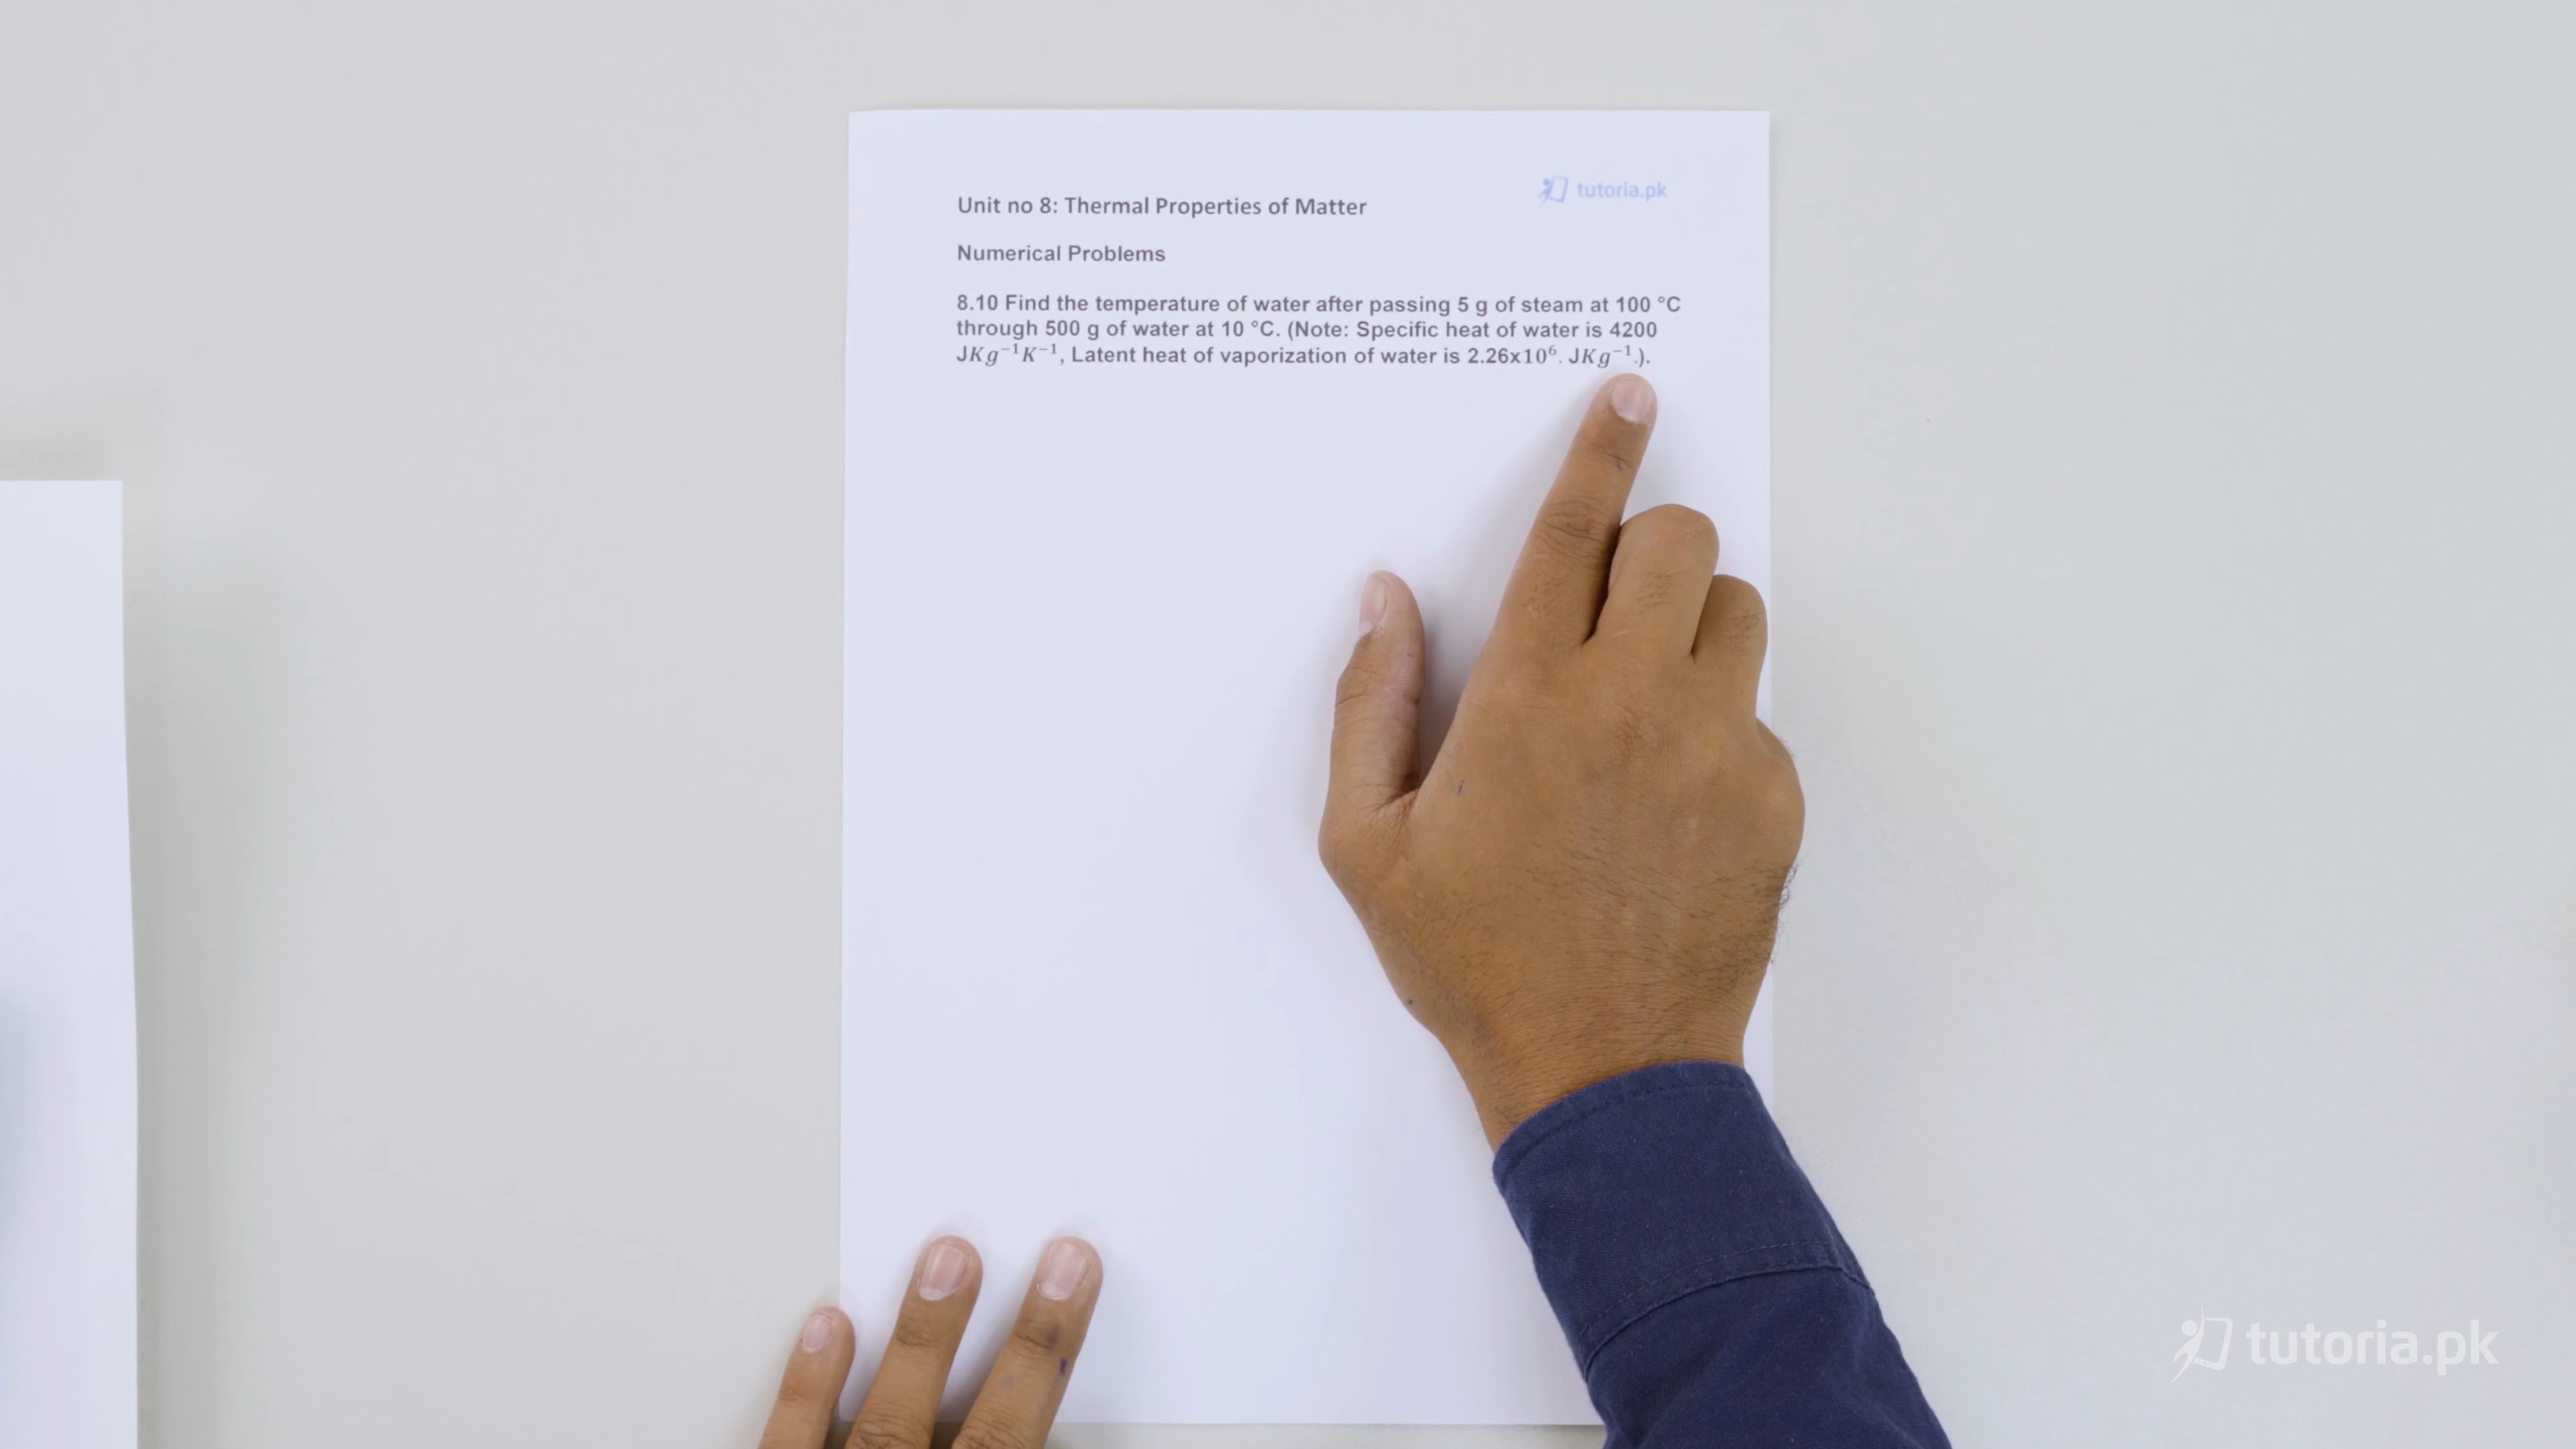 tutoria.pk
Unit no 8: Thermal Properties of Matter
Numerical Problems
8.10 Find the temperature of water after passing 5 g of steam at 100 °C
through 500 g of water at 10 °C. (Note: Specific heat of water is 4200
JKg⁻¹K⁻¹, Latent heat of vaporization of water is 2.26x10⁶. JKg⁻¹.).
tutoria.pk